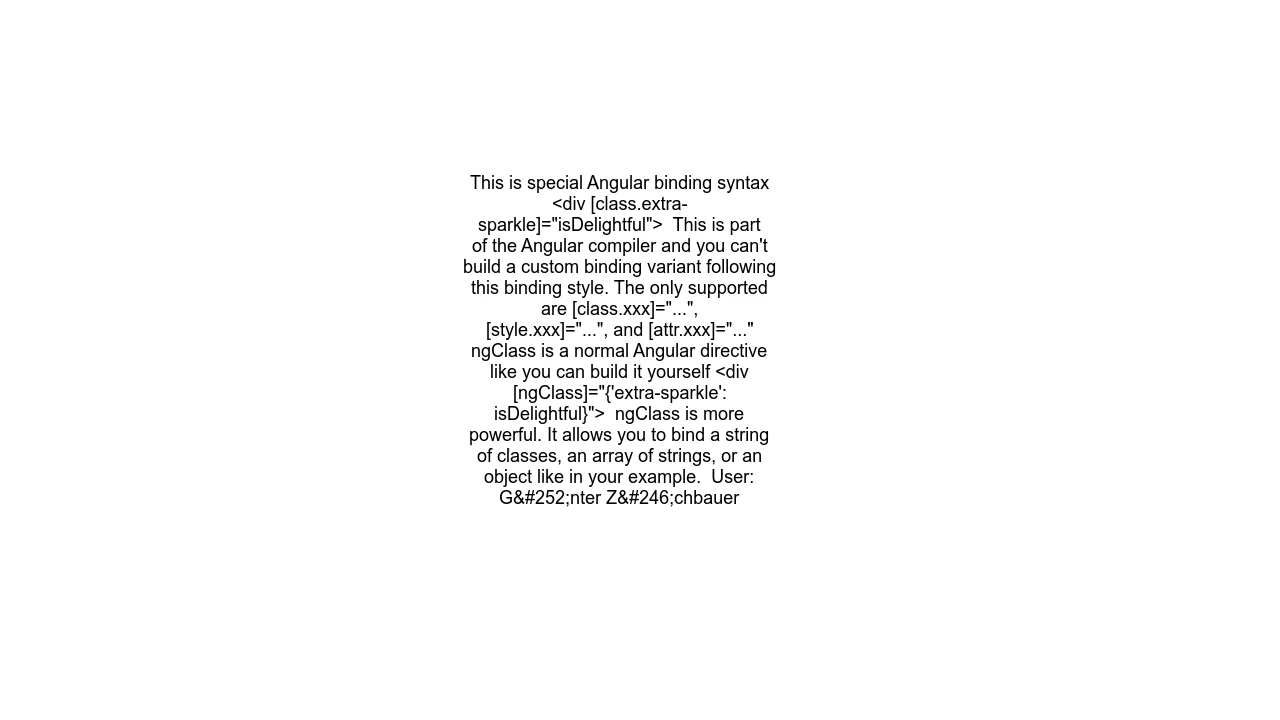 This is special Angular binding syntax
<div [class.extra-
sparkle]="isDelightful">  This is part
of the Angular compiler and you can't
build a custom binding variant following
this binding style. The only supported
are [class.xxx]="...",
[style.xxx]="...", and [attr.xxx]="..."
ngClass is a normal Angular directive
like you can build it yourself <div
[ngClass]="{'extra-sparkle':
isDelightful}">  ngClass is more
powerful. It allows you to bind a string
of classes, an array of strings, or an
object like in your example.  User:
G&#252;nter Z&#246;chbauer